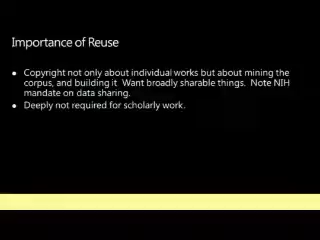 Importance of Reuse
● Copyright not only about individual works but about mining the
corpus, and building it  Want broadly sharable things.  Note NIH
mandate on data sharing.
● Deeply not required for scholarly work.